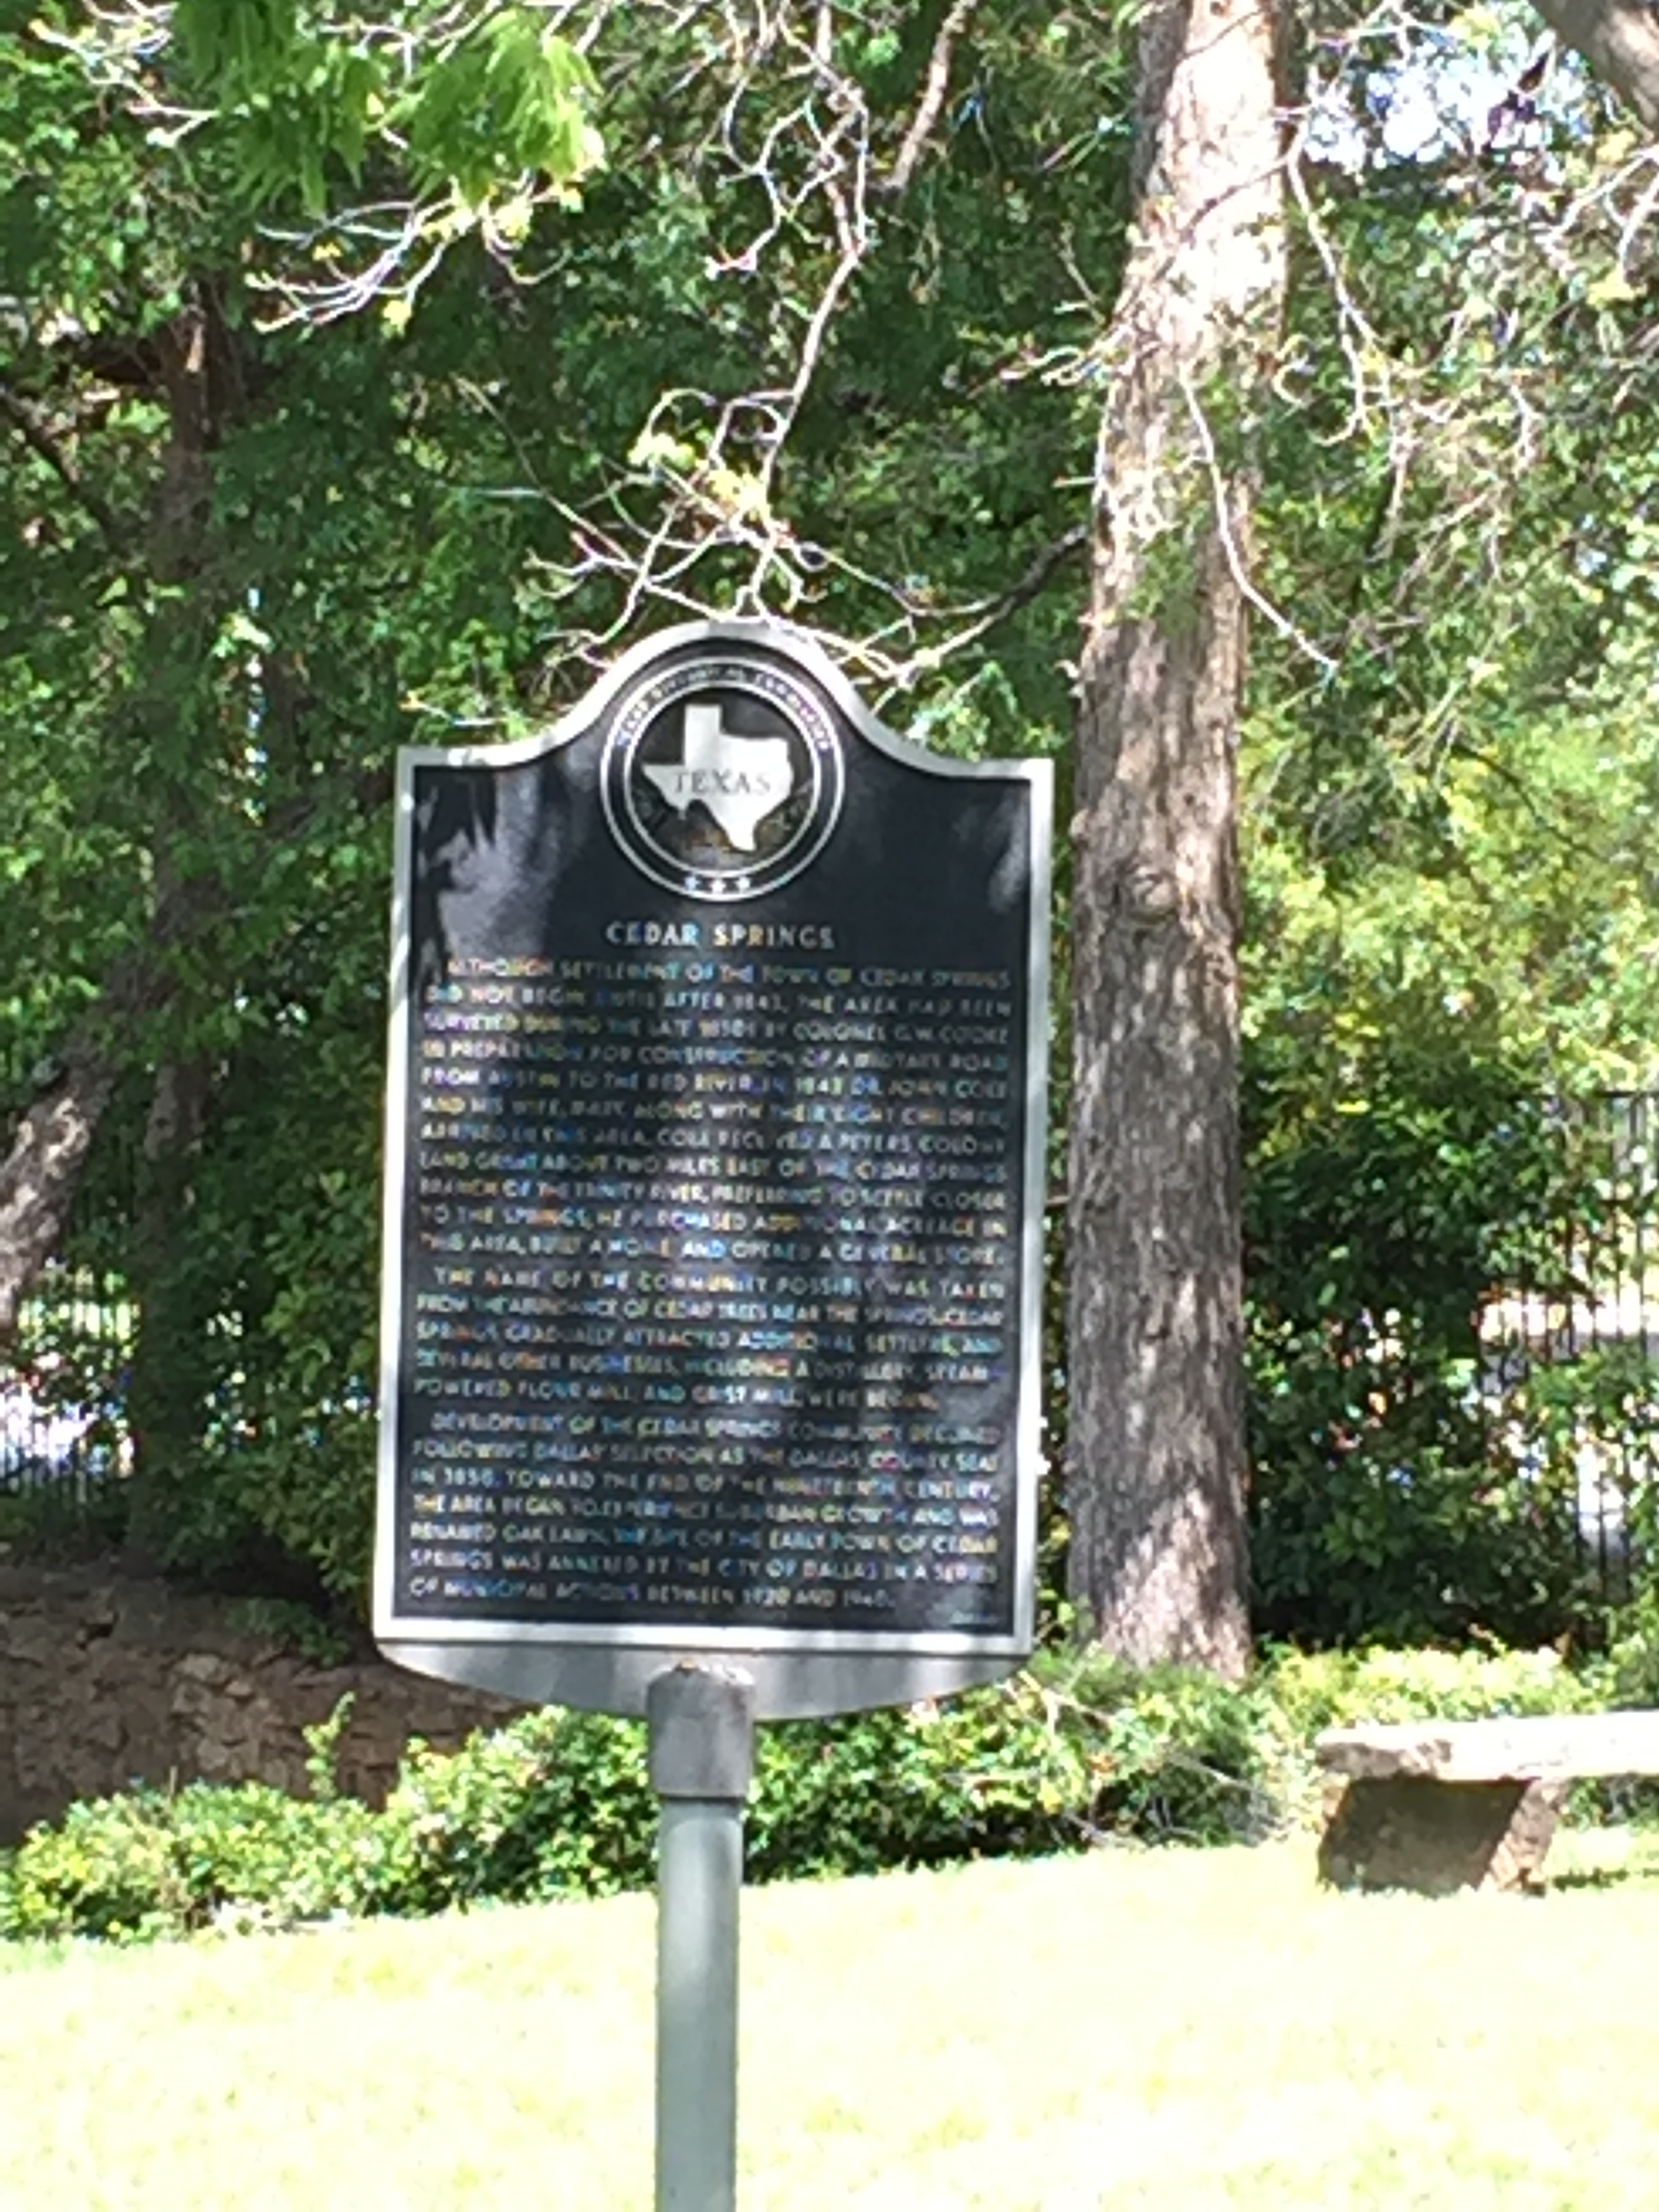 TEXAS HISTORICAL COMMISSION
TEXAS
CEDAR SPRINGS
ALTHOUGH SETTLEMENT OF THE TOWN OF CEDAR SPRINGS
DID NOT BEGIN UNTIL AFTER 1843, THE AREA HAD BEEN
SURVEYED DURING THE LATE BY COLONEL G.W. COOKE
IN PREPARATION FOR CONSTRUCTION OF A MILITARY ROAD
FROM AUSTIN TO THE RED RIVER. IN 1843 DR. JOHN COLE
AND HIS WIFE, MARY, ALONG WITH THEIR EIGHT CHILDREN,
ARRIVED IN THIS AREA. COLE RECEIVED A PETERS COLONY
LAND GRANT ABOUT TWO MILES EAST OF THE CEDAR SPRINGS
BRANCH OF THE TRINITY RIVER. PREFERRING TO SETTLE CLOSER
TO THE SPRINGS, HE PURCHASED ADDITIONAL ACREAGE IN
THIS AREA, BUILT A HOME, AND OPENED A GENERAL STORE.
THE NAME OF THE COMMUNITY POSSIBLY WAS TAKEN
FROM THE ABUNDANCE OF CEDAR TREES NEAR THE SPRINGS. CEDAR
SPRINGS GRADUALLY ATTRACTED ADDITIONAL SETTLERS, AND
SEVERAL OTHER BUSINESSES, INCLUDING A DISTILLERY, STEAM-
POWERED FLOUR MILL, AND GRIST MILL, WERE BEGUN.
DEVELOPMENT OF THE CEDAR SPRINGS COMMUNITY DECLINED
FOLLOWING DALLAS' SELECTION AS THE DALLAS COUNTY SEAT
IN 1850. TOWARD THE END OF THE NINETEENTH CENTURY,
THE AREA BEGAN TO EXPERIENCE SUBURBAN GROWTH AND WAS
RENAMED OAK LAWN. THE SITE OF THE EARLY TOWN OF CEDAR
SPRINGS WAS ANNEXED BY THE CITY OF DALLAS IN A SERIES
OF MUNICIPAL ACTIONS BETWEEN 1920 AND 1940.